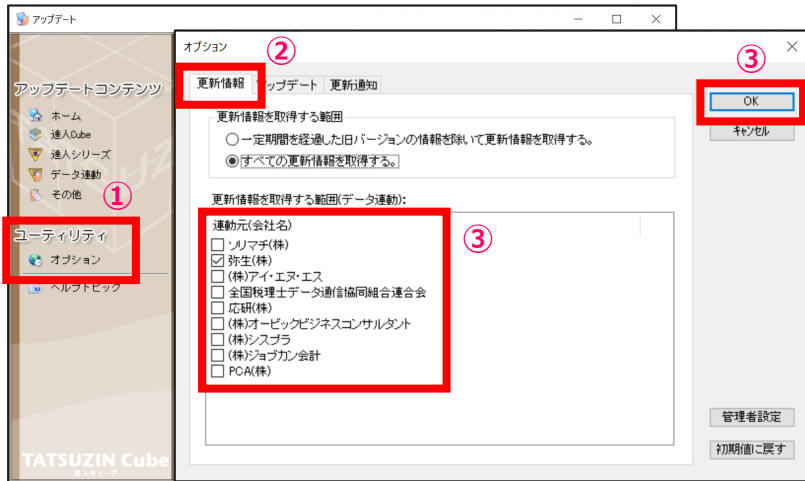 アップデート
アップデートコンテンツ
ホーム
達人Cube
達人シリーズ
データ連動
その他
①
ユーティリティ
オプション
ヘルプトピック
TATSUZIN Cube
達人キューブ
オプション
②
③
更新情報 アップデート 更新通知
OK
キャンセル
更新情報を取得する範囲
一定期間を経過した旧バージョンの情報を除いて更新情報を取得する。
すべての更新情報を取得する。
更新情報を取得する範囲(データ連動):
連動元(会社名)
③
ソリマチ(株)
弥生(株)
(株)アイ・エヌ・エス
全国税理士データ通信協同組合連合会
応研(株)
(株)オービックビジネスコンサルタント
(株)シスプラ
(株)ジョブカン会計
PCA(株)
管理者設定
初期値に戻す